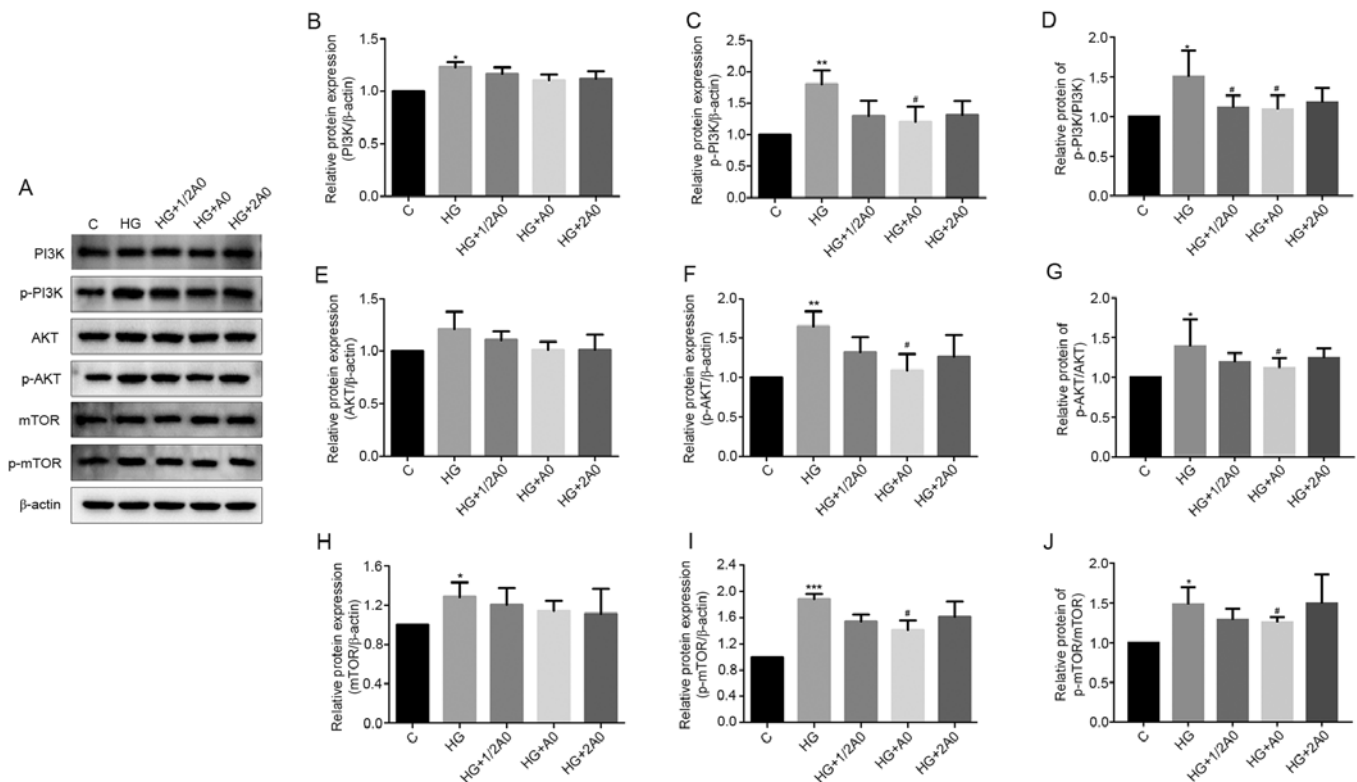 A
C HG HG+1/2A0 HG+A0 HG+2A0
PI3K
p-PI3K
AKT
p-AKT
mTOR
p-mTOR
β-actin
B
Relative protein expression
(PI3K/β-actin)
1.5
1.0
0.5
0.0
*
C HG HG+1/2A0 HG+A0 HG+2A0
C
Relative protein expression
p-PI3K/β-actin)
2.5
2.0
1.5
1.0
0.5
0.0
** #
C HG HG+1/2A0 HG+A0 HG+2A0
D
Relative protein of
p-PI3K/PI3K)
2.0
1.5
1.0
0.5
0.0
* # #
C HG HG+1/2A0 HG+A0 HG+2A0
E
Relative protein expression
(AKT/β-actin)
1.5
1.0
0.5
0.0
C HG HG+1/2A0 HG+A0 HG+2A0
F
Relative protein expression
(p-AKT/β-actin)
2.0
1.5
1.0
0.5
0.0
** #
C HG HG+1/2A0 HG+A0 HG+2A0
G
Relative protein of
p-AKT/AKT)
2.0
1.5
1.0
0.5
0.0
* #
C HG HG+1/2A0 HG+A0 HG+2A0
H
Relative protein expression
(mTOR/β-actin)
1.6
1.2
0.8
0.4
0.0
*
C HG HG+1/2A0 HG+A0 HG+2A0
I
Relative protein expression
(p-mTOR/β-actin)
2.4
2.0
1.6
1.2
0.8
0.4
0.0
*** #
C HG HG+1/2A0 HG+A0 HG+2A0
J
Relative protein of
p-mTOR/mTOR)
2.0
1.5
1.0
0.5
0.0
* #
C HG HG+1/2A0 HG+A0 HG+2A0